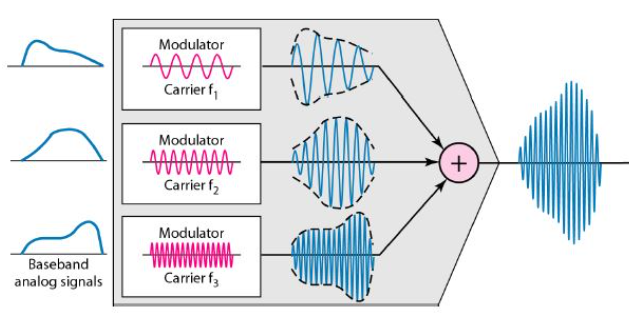 Modulator
Carrier f₁
Modulator
Carrier f₂
+
Modulator
Carrier f₃
Baseband
analog signals